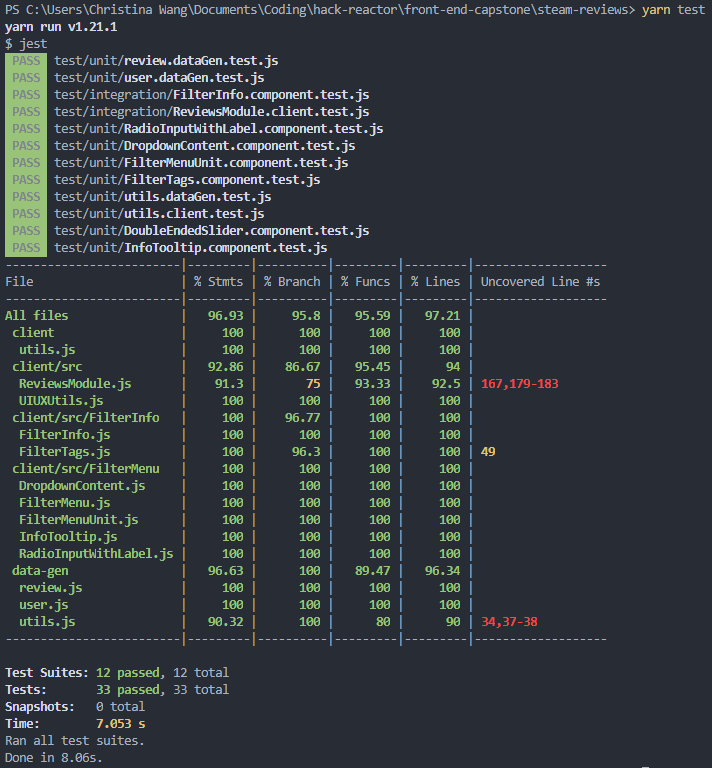 PS C:\Users\Christina Wang\Documents\Coding\hack-reactor\front-end-capstone\steam-reviews> yarn test
yarn run v1.21.1
$ jest
PASS test/unit/review.dataGen.test.js
PASS test/unit/user.dataGen.test.js
PASS test/integration/FilterInfo.component.test.js
PASS test/integration/ReviewsModule.client.test.js
PASS test/unit/RadioInputWithLabel.component.test.js
PASS test/unit/DropdownContent.component.test.js
PASS test/unit/FilterMenuUnit.component.test.js
PASS test/unit/FilterTags.component.test.js
PASS test/unit/utils.dataGen.test.js
PASS test/unit/utils.client.test.js
PASS test/unit/DoubleEndedSlider.component.test.js
PASS test/unit/InfoTooltip.component.test.js
-------------------------|---------|----------|---------|---------|-------------------
File                     | % Stmts | % Branch | % Funcs | % Lines | Uncovered Line #s
-------------------------|---------|----------|---------|---------|-------------------
All files                |   96.93 |     95.8 |   95.59 |   97.21 |
 client                  |     100 |      100 |     100 |     100 |
  utils.js               |     100 |      100 |     100 |     100 |
 client/src              |   92.86 |    86.67 |   95.45 |      94 |
  ReviewsModule.js       |    91.3 |       75 |   93.33 |    92.5 | 167,179-183
  UIUXUtils.js           |     100 |      100 |     100 |     100 |
 client/src/FilterInfo   |     100 |    96.77 |     100 |     100 |
  FilterInfo.js          |     100 |      100 |     100 |     100 |
  FilterTags.js          |     100 |     96.3 |     100 |     100 | 49
 client/src/FilterMenu   |     100 |      100 |     100 |     100 |
  DropdownContent.js     |     100 |      100 |     100 |     100 |
  FilterMenu.js          |     100 |      100 |     100 |     100 |
  FilterMenuUnit.js      |     100 |      100 |     100 |     100 |
  InfoTooltip.js         |     100 |      100 |     100 |     100 |
  RadioInputWithLabel.js |     100 |      100 |     100 |     100 |
 data-gen                |   96.63 |      100 |   89.47 |   96.34 |
  review.js              |     100 |      100 |     100 |     100 |
  user.js                |     100 |      100 |     100 |     100 |
  utils.js               |   90.32 |      100 |      80 |      90 | 34,37-38
-------------------------|---------|----------|---------|---------|-------------------
Test Suites: 12 passed, 12 total
Tests:       33 passed, 33 total
Snapshots:   0 total
Time:        7.053 s
Ran all test suites.
Done in 8.06s.